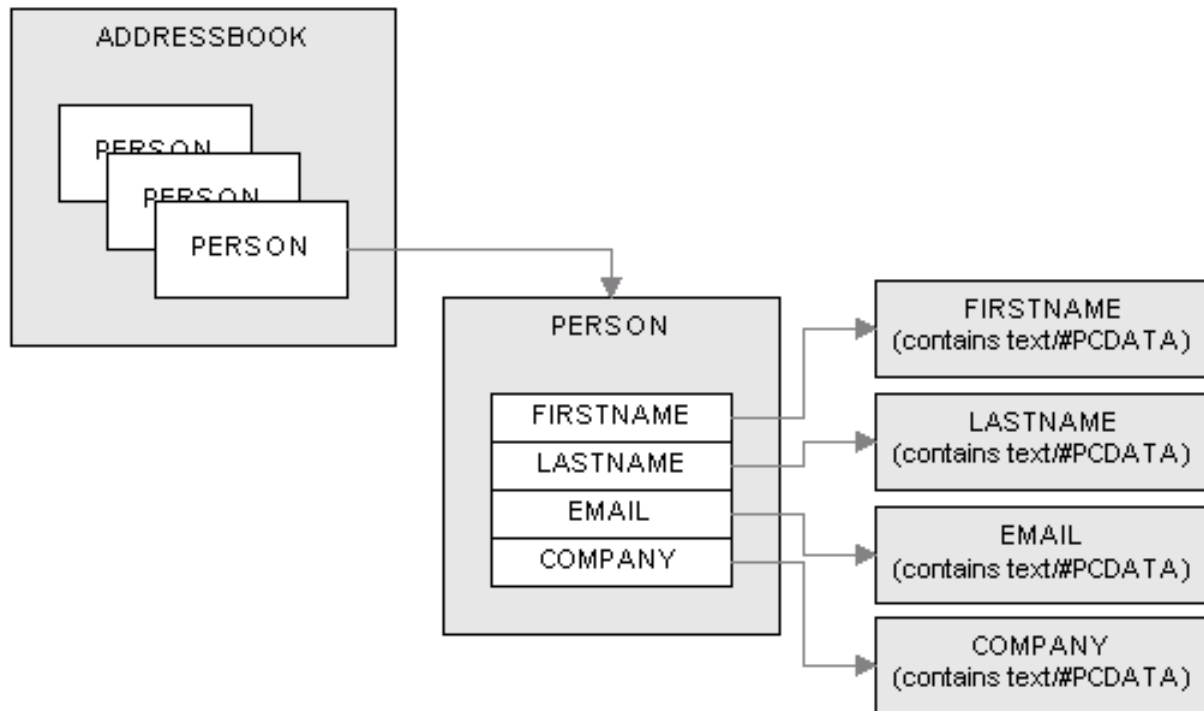 ADDRESSBOOK
PERSON
PERSON
PERSON
PERSON
FIRSTNAME
LASTNAME
EMAIL
COMPANY
FIRSTNAME
(contains text/#PCDATA)
LASTNAME
(contains text/#PCDATA)
EMAIL
(contains text/#PCDATA)
COMPANY
(contains text/#PCDATA)